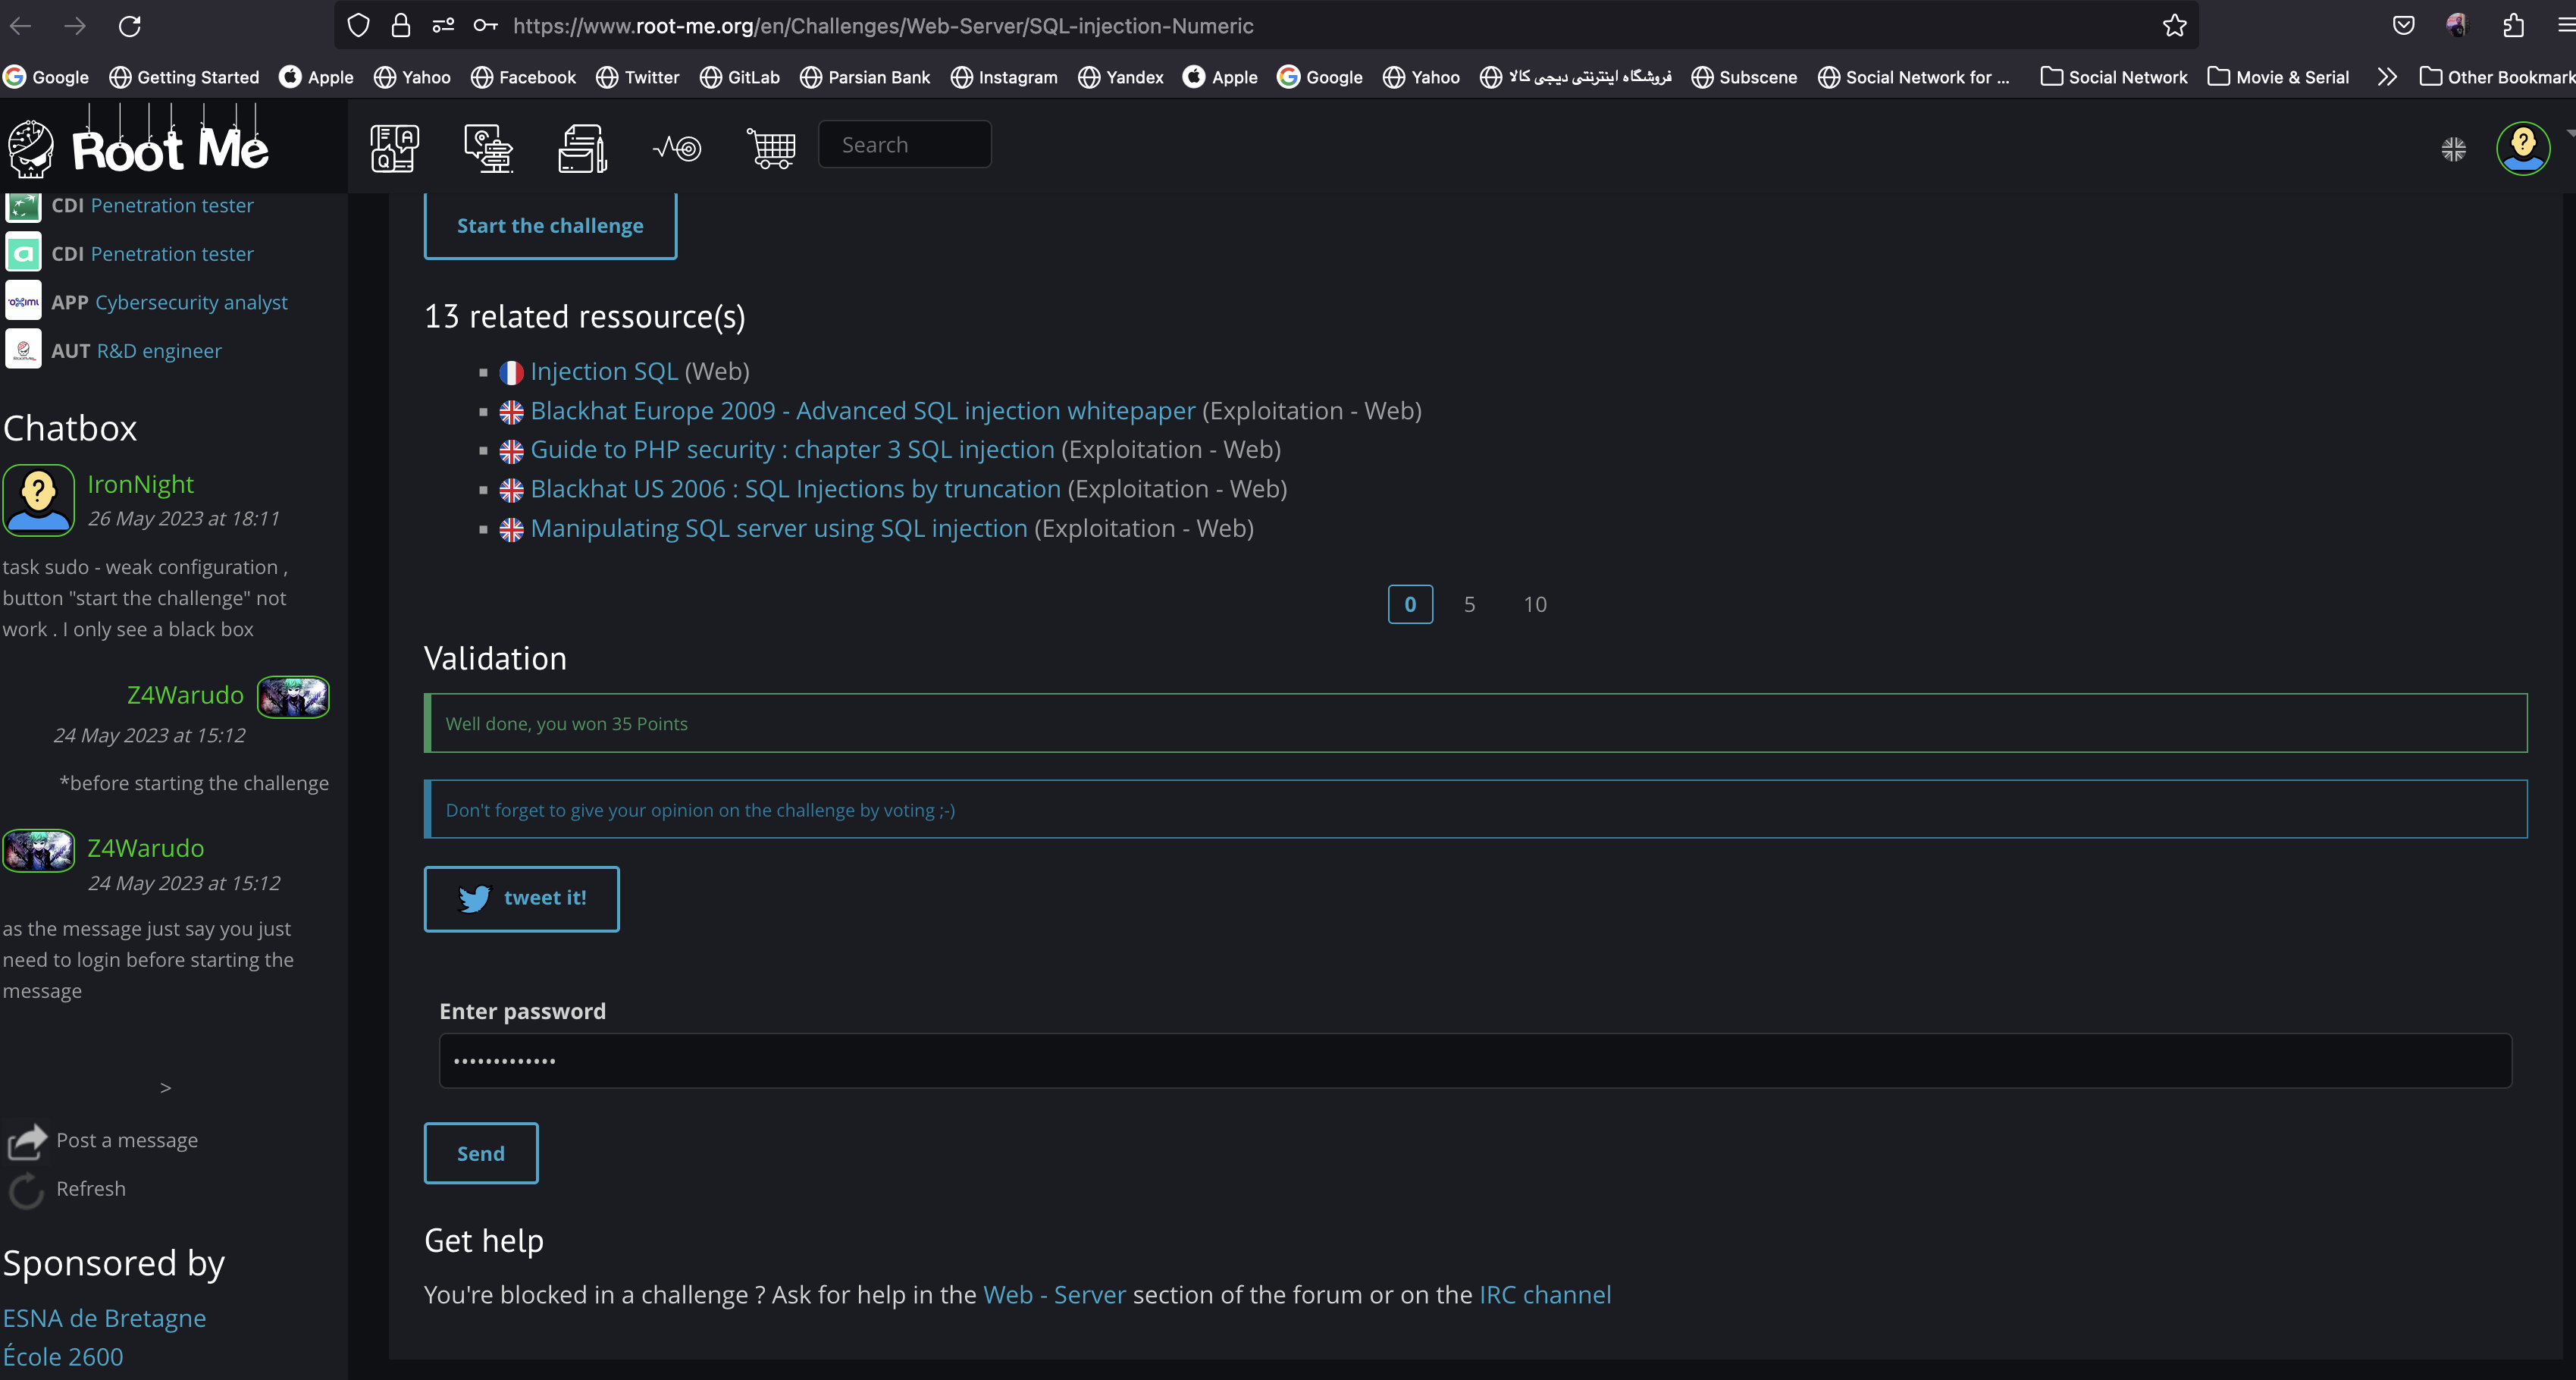 https://www.root-me.org/en/Challenges/Web-Server/SQL-injection-Numeric
Google Getting Started Apple Yahoo Facebook Twitter GitLab Parsian Bank Instagram Yandex Apple Google Yahoo فروشگاه اینترنتی دیجی کالا Subscene Social Network for ... Social Network Movie & Serial Other Bookmark
Root Me
Search
CDI Penetration tester
CDI Penetration tester
APP Cybersecurity analyst
AUT R&D engineer
Chatbox
IronNight
26 May 2023 at 18:11
task sudo - weak configuration ,
button "start the challenge" not
work . I only see a black box
Z4Warudo
24 May 2023 at 15:12
*before starting the challenge
Z4Warudo
24 May 2023 at 15:12
as the message just say you just
need to login before starting the
message
>
Post a message
Refresh
Sponsored by
ESNA de Bretagne
École 2600
Start the challenge
13 related ressource(s)
Injection SQL (Web)
Blackhat Europe 2009 - Advanced SQL injection whitepaper (Exploitation - Web)
Guide to PHP security : chapter 3 SQL injection (Exploitation - Web)
Blackhat US 2006 : SQL Injections by truncation (Exploitation - Web)
Manipulating SQL server using SQL injection (Exploitation - Web)
0 5 10
Validation
Well done, you won 35 Points
Don't forget to give your opinion on the challenge by voting ;-)
tweet it!
Enter password
•••••••••••••
Send
Get help
You're blocked in a challenge ? Ask for help in the Web - Server section of the forum or on the IRC channel